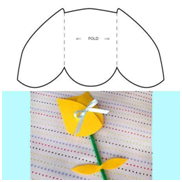 ← FOLD →